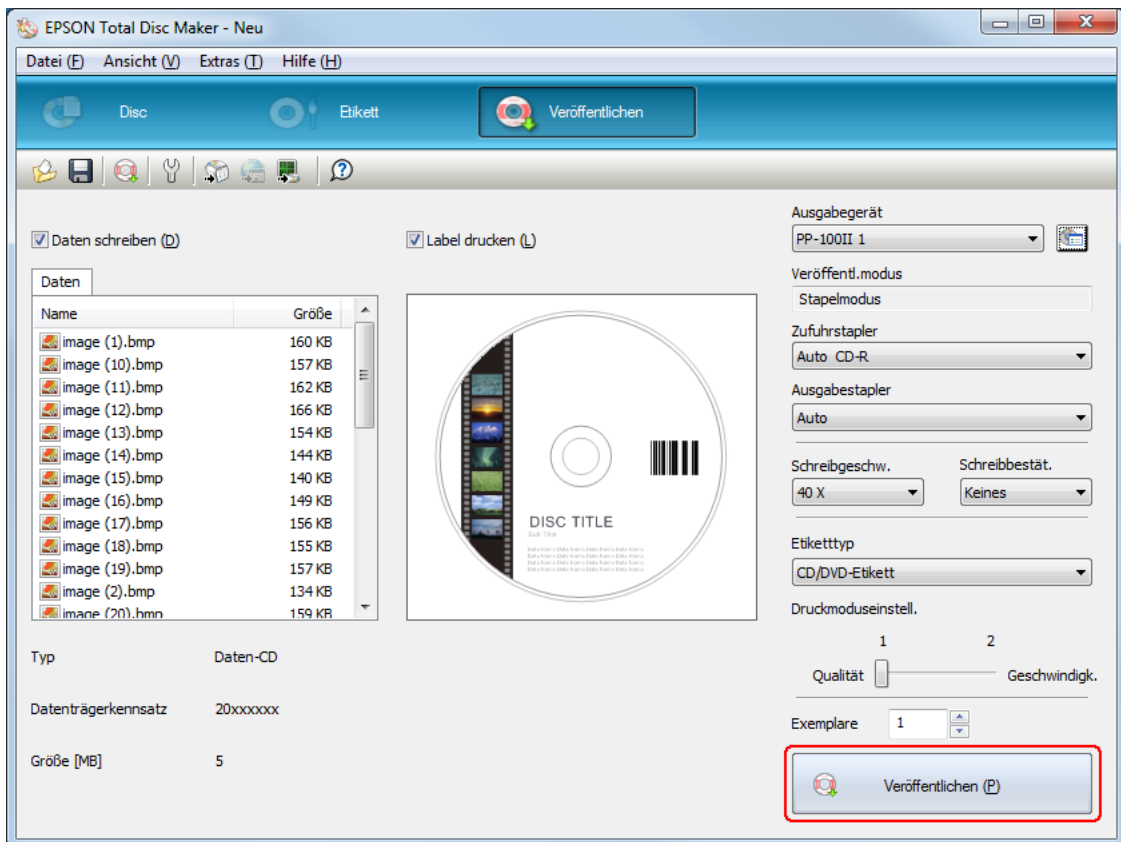 EPSON Total Disc Maker - Neu
Datei (F) Ansicht (V) Extras (T) Hilfe (H)
Disc Etikett Veröffentlichen
Daten schreiben (D)
Daten
Name Größe
image (1).bmp 160 KB
image (10).bmp 157 KB
image (11).bmp 162 KB
image (12).bmp 166 KB
image (13).bmp 154 KB
image (14).bmp 144 KB
image (15).bmp 140 KB
image (16).bmp 149 KB
image (17).bmp 156 KB
image (18).bmp 155 KB
image (19).bmp 157 KB
image (2).bmp 134 KB
image (20).bmp 159 KB
Typ Daten-CD
Datenträgerkennsatz 20xxxxxx
Größe [MB] 5
Label drucken (L)
DISC TITLE
Sub Title
Ausgabegerät
PP-100II 1
Veröffentl.modus
Stapelmodus
Zufuhrstapler
Auto CD-R
Ausgabestapler
Auto
Schreibgeschw. Schreibbestät.
40 X Keines
Etiketttyp
CD/DVD-Etikett
Druckmoduseinstell.
1 2
Qualität Geschwindigk.
Exemplare 1
Veröffentlichen (P)